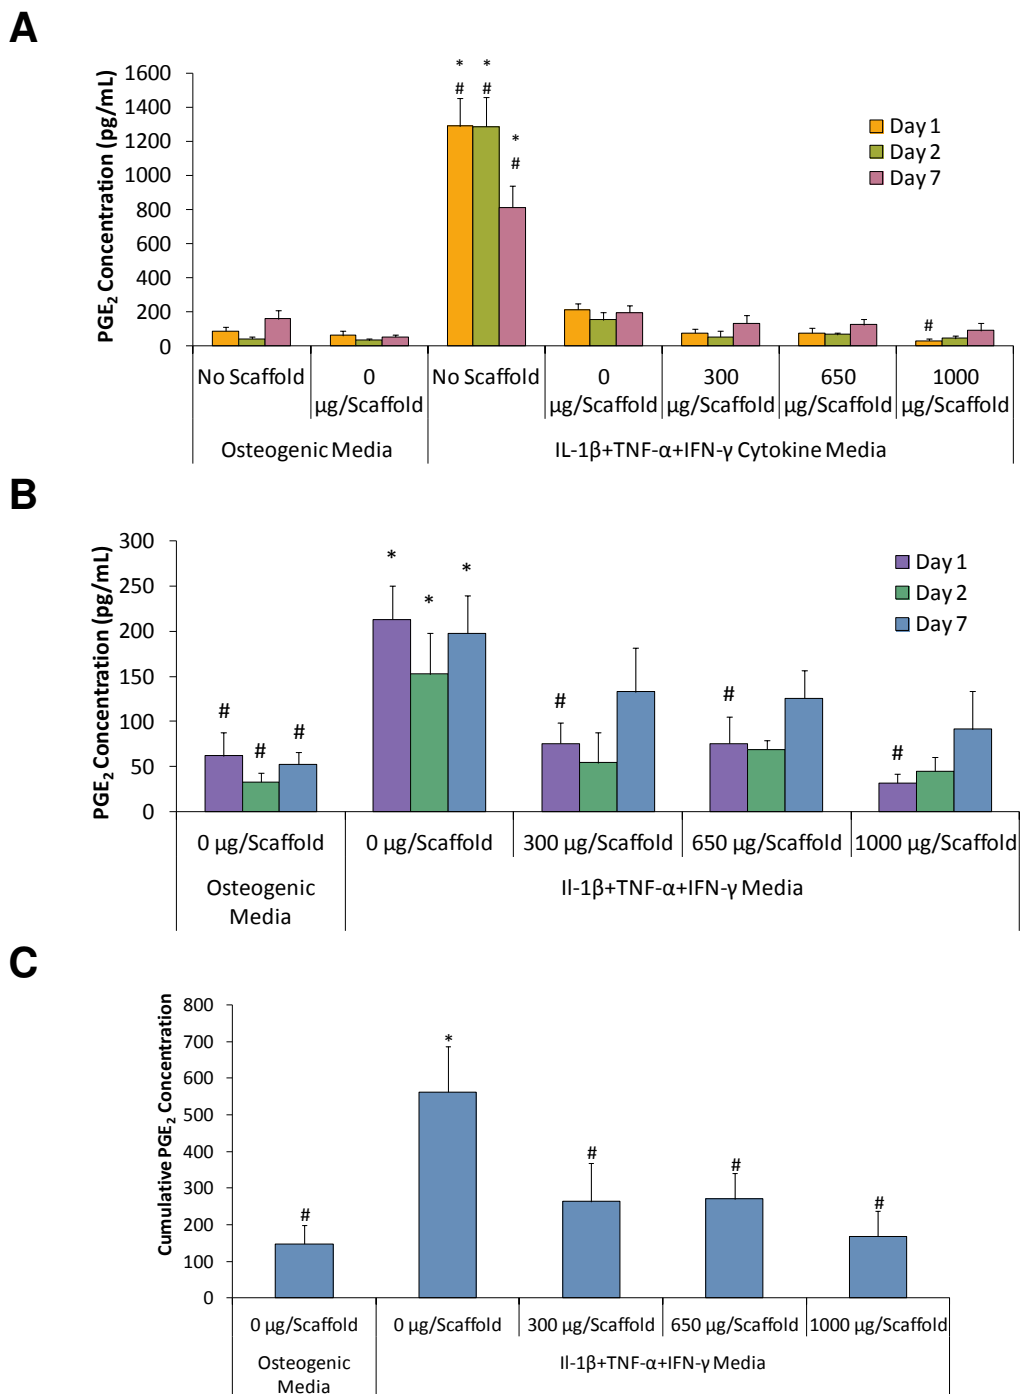 A
PGE2 Concentration (pg/mL)
1600
1400
1200
1000
800
600
400
200
0
* *
# #
*
#
#
Day 1
Day 2
Day 7
No Scaffold 0 No Scaffold 0 300 650 1000
µg/Scaffold µg/Scaffold µg/Scaffold µg/Scaffold µg/Scaffold
Osteogenic Media IL-1β+TNF-α+IFN-γ Cytokine Media
B
PGE2 Concentration (pg/mL)
300
250
200
150
100
50
0
* * *
# # #
# # #
Day 1
Day 2
Day 7
0 µg/Scaffold 0 µg/Scaffold 300 µg/Scaffold 650 µg/Scaffold 1000 µg/Scaffold
Osteogenic Il-1β+TNF-α+IFN-γ Media
Media
C
Cumulative PGE2 Concentration
800
700
600
500
400
300
200
100
0
*
# # # #
0 µg/Scaffold 0 µg/Scaffold 300 µg/Scaffold 650 µg/Scaffold 1000 µg/Scaffold
Osteogenic Il-1β+TNF-α+IFN-γ Media
Media